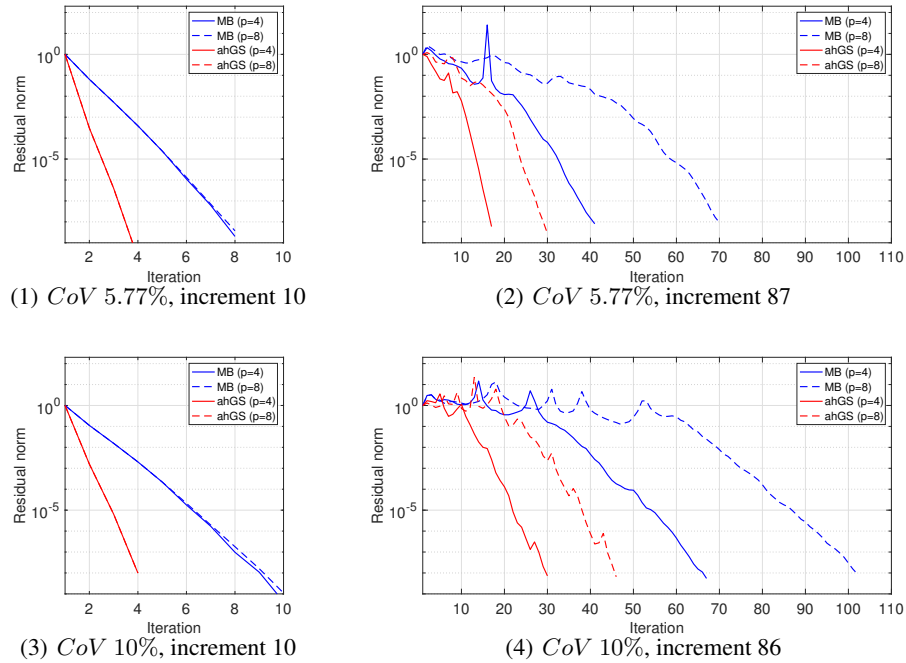 MB (p=4)
MB (p=8)
ahGS (p=4)
ahGS (p=8)
Residual norm
10^0
10^-5
2 4 6 8 10
Iteration
(1) CoV 5.77%, increment 10
MB (p=4)
MB (p=8)
ahGS (p=4)
ahGS (p=8)
Residual norm
10^0
10^-5
10 20 30 40 50 60 70 80 90 100 110
Iteration
(2) CoV 5.77%, increment 87
MB (p=4)
MB (p=8)
ahGS (p=4)
ahGS (p=8)
Residual norm
10^0
10^-5
2 4 6 8 10
Iteration
(3) CoV 10%, increment 10
MB (p=4)
MB (p=8)
ahGS (p=4)
ahGS (p=8)
Residual norm
10^0
10^-5
10 20 30 40 50 60 70 80 90 100 110
Iteration
(4) CoV 10%, increment 86